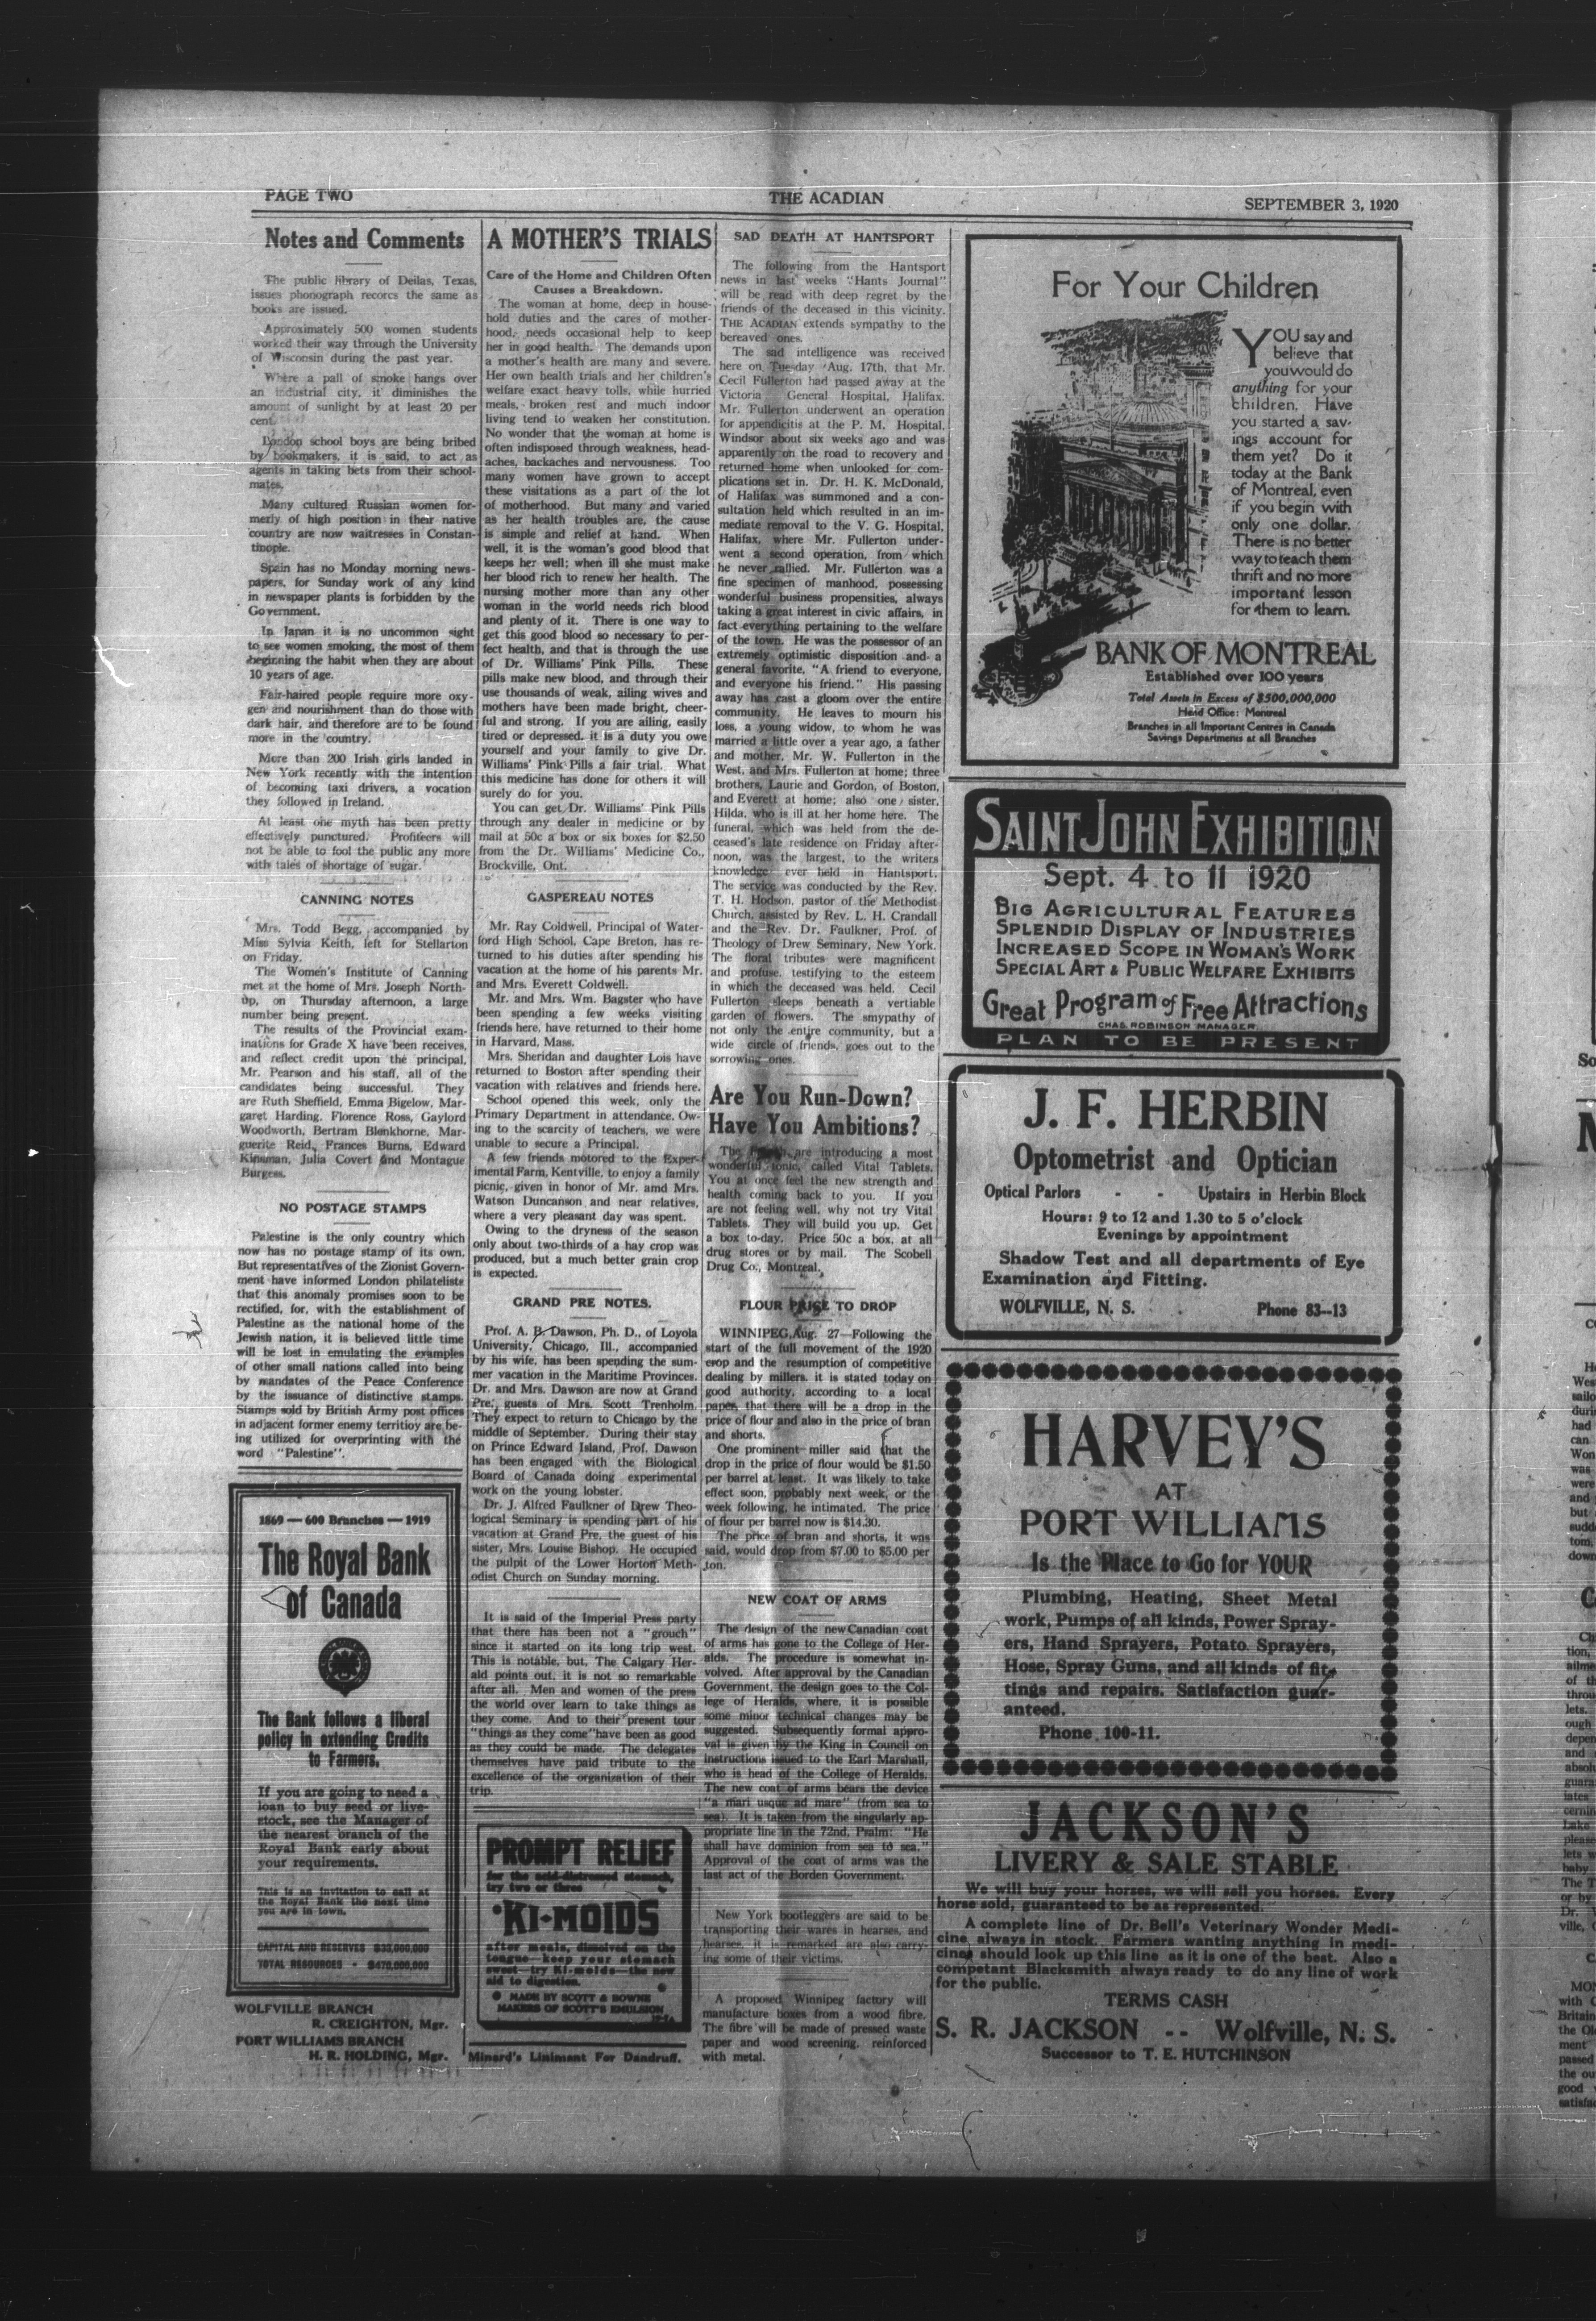 PAGE TWO
THE ACADIAN
SEPTEMBER 3, 1920
Notes and Comments
The public library of Deilas, Texas,
issues phonograph records the same as
books are issued.
Approximately 500 women students
worked their way through the University
of Wisconsin during the past year.
Where a pall of smoke hangs over
an industrial city, it diminishes the
amount of sunlight by at least 20 per
cent.
London school boys are being bribed
by bookmakers, it is said, to act as
agents in taking bets from their school-
mates.
Many cultured Russian women for-
merly of high position in their native
country are now waitresses in Constan-
tinople.
Spain has no Monday morning news-
papers, for Sunday work of any kind
in newspaper plants is forbidden by the
Government.
In Japan it is no uncommon sight
to see women smoking, the most of them
beginning the habit when they are about
10 years of age.
Fair-haired people require more oxy-
gen and nourishment than do those with
dark hair, and therefore are to be found
more in the country.
More than 200 Irish girls landed in
New York recently with the intention
of becoming taxi drivers, a vocation
they followed in Ireland.
At least one myth has been pretty
effectively punctured. Profiteers will
not be able to fool the public any more
with tales of shortage of sugar.
CANNING NOTES
Mrs. Todd Begg, accompanied by
Miss Sylvia Keith, left for Stellarton
on Friday.
The Women's Institute of Canning
met at the home of Mrs. Joseph North-
up, on Thursday afternoon, a large
number being present.
The results of the Provincial exam-
inations for Grade X have been receives,
and reflect credit upon the principal,
Mr. Pearson and his staff, all of the
candidates being successful. They
are Ruth Sheffield, Emma Bigelow, Mar-
garet Harding, Florence Ross, Gaylord
Woodworth, Bertram Blenkhorne, Mar-
guerite Reid, Frances Burns, Edward
Kinsman, Julia Covert and Montague
Burgess.
NO POSTAGE STAMPS
Palestine is the only country which
now has no postage stamp of its own.
But representatives of the Zionist Govern-
ment have informed London philateliste
that this anomaly promises soon to be
rectified, for, with the establishment of
Palestine as the national home of the
Jewish nation, it is believed little time
will be lost in emulating the examples
of other small nations called into being
by mandates of the Peace Conference
by the issuance of distinctive stamps.
Stamps sold by British Army post offices
in adjacent former enemy territioy are be-
ing utilized for overprinting with the
word "Palestine".
1869 — 600 Branches — 1919
The Royal Bank
of Canada
The Bank follows a liberal
policy in extending Credits
to Farmers.
If you are going to need a
loan to buy seed or live-
stock, see the Manager of
the nearest branch of the
Royal Bank early about
your requirements.
This is an invitation to call at
the Royal Bank the next time
you are in town.
CAPITAL AND RESERVES $35,000,000
TOTAL RESOURCES - $470,000,000
WOLFVILLE BRANCH
R. CREIGHTON, Mgr.
PORT WILLIAMS BRANCH
H. R. HOLDING, Mgr.
A MOTHER'S TRIALS
Care of the Home and Children Often
Causes a Breakdown.
The woman at home, deep in house-
hold duties and the cares of mother-
hood, needs occasional help to keep
her in good health. The demands upon
a mother's health are many and severe.
Her own health trials and her children's
welfare exact heavy tolls, while hurried
meals, broken rest and much indoor
living tend to weaken her constitution.
No wonder that the woman at home is
often indisposed through weakness, head-
aches, backaches and nervousness. Too
many women have grown to accept
these visitations as a part of the lot
of motherhood. But many and varied
as her health troubles are, the cause
is simple and relief at hand. When
well, it is the woman's good blood that
keeps her well; when ill she must make
her blood rich to renew her health. The
nursing mother more than any other
woman in the world needs rich blood
and plenty of it. There is one way to
get this good blood so necessary to per-
fect health, and that is through the use
of Dr. Williams' Pink Pills. These
pills make new blood, and through their
use thousands of weak, ailing wives and
mothers have been made bright, cheer-
ful and strong. If you are ailing, easily
tired or depressed, it is a duty you owe
yourself and your family to give Dr.
Williams' Pink Pills a fair trial. What
this medicine has done for others it will
surely do for you.
You can get Dr. Williams' Pink Pills
through any dealer in medicine or by
mail at 50c a box or six boxes for $2.50
from the Dr. Williams' Medicine Co.,
Brockville, Ont.
GASPEREAU NOTES
Mr. Ray Coldwell, Principal of Water-
ford High School, Cape Breton, has re-
turned to his duties after spending his
vacation at the home of his parents Mr.
and Mrs. Everett Coldwell.
Mr. and Mrs. Wm. Bagster who have
been spending a few weeks visiting
friends here, have returned to their home
in Harvard, Mass.
Mrs. Sheridan and daughter Lois have
returned to Boston after spending their
vacation with relatives and friends here.
School opened this week, only the
Primary Department in attendance. Ow-
ing to the scarcity of teachers, we were
unable to secure a Principal.
A few friends motored to the Exper-
imental Farm, Kentville, to enjoy a family
picnic, given in honor of Mr. amd Mrs.
Watson Duncanson and near relatives,
where a very pleasant day was spent.
Owing to the dryness of the season
only about two-thirds of a hay crop was
produced, but a much better grain crop
is expected.
GRAND PRE NOTES.
Prof. A. B. Dawson, Ph. D., of Loyola
University, Chicago, Ill., accompanied
by his wife, has been spending the sum-
mer vacation in the Maritime Provinces.
Dr. and Mrs. Dawson are now at Grand
Pre, guests of Mrs. Scott Trenholm.
They expect to return to Chicago by the
middle of September. During their stay
on Prince Edward Island, Prof. Dawson
has been engaged with the Biological
Board of Canada doing experimental
work on the young lobster.
Dr. J. Alfred Faulkner of Drew Theo-
logical Seminary is spending part of his
vacation at Grand Pre, the guest of his
sister, Mrs. Louise Bishop. He occupied
the pulpit of the Lower Horton Meth-
odist Church on Sunday morning.
It is said of the Imperial Press party
that there has been not a "grouch"
since it started on its long trip west.
This is notable, but, The Calgary Her-
ald points out, it is not so remarkable
after all. Men and women of the press
the world over learn to take things as
they come. And to their present tour
"things as they come"have been as good
as they could be made. The delegates
themselves have paid tribute to the
excellence of the organization of their
trip.
PROMPT RELIEF
for the acid-distressed stomach,
try two or three
KI-MOIDS
after meals, dissolved on the
tongue—keep your stomach
sweet—try Ki-moids—the new
aid to digestion.
MADE BY SCOTT & BOWNE
MAKERS OF SCOTT'S EMULSION
Minard's Liniment For Dandruff.
SAD DEATH AT HANTSPORT
The following from the Hantsport
news in last weeks "Hants Journal"
will be read with deep regret by the
friends of the deceased in this vicinity.
THE ACADIAN extends sympathy to the
bereaved ones.
The sad intelligence was received
here on Tuesday Aug. 17th, that Mr.
Cecil Fullerton had passed away at the
Victoria General Hospital, Halifax.
Mr. Fullerton underwent an operation
for appendicitis at the P. M. Hospital,
Windsor about six weeks ago and was
apparently on the road to recovery and
returned home when unlooked for com-
plications set in. Dr. H. K. McDonald,
of Halifax was summoned and a con-
sultation held which resulted in an im-
mediate removal to the V. G. Hospital,
Halifax, where Mr. Fullerton under-
went a second operation, from which
he never rallied. Mr. Fullerton was a
fine specimen of manhood, possessing
wonderful business propensities, always
taking a great interest in civic affairs, in
fact everything pertaining to the welfare
of the town. He was the possessor of an
extremely optimistic disposition and a
general favorite, "A friend to everyone,
and everyone his friend." His passing
away has cast a gloom over the entire
community. He leaves to mourn his
loss, a young widow, to whom he was
married a little over a year ago, a father
and mother, Mr. W. Fullerton in the
West, and Mrs. Fullerton at home; three
brothers, Laurie and Gordon, of Boston,
and Everett at home; also one sister,
Hilda, who is ill at her home here. The
funeral, which was held from the de-
ceased's late residence on Friday after-
noon, was the largest, to the writers
knowledge ever held in Hantsport.
The service was conducted by the Rev.
T. H. Hodson, pastor of the Methodist
Church, assisted by Rev. L. H. Crandall
and the Rev. Dr. Faulkner, Prof. of
Theology of Drew Seminary, New York.
The floral tributes were magnificent
and profuse, testifying to the esteem
in which the deceased was held. Cecil
Fullerton sleeps beneath a vertiable
garden of flowers. The smypathy of
not only the entire community, but a
wide circle of friends, goes out to the
sorrowing ones.
Are You Run-Down?
Have You Ambitions?
The are introducing a most
wonderful tonic, called Vital Tablets.
You at once feel the new strength and
health coming back to you. If you
are not feeling well, why not try Vital
Tablets. They will build you up. Get
a box to-day. Price 50c a box, at all
drug stores or by mail. The Scobell
Drug Co., Montreal.
FLOUR PRICE TO DROP
WINNIPEG, Aug. 27—Following the
start of the full movement of the 1920
crop and the resumption of competitive
dealing by millers, it is stated today on
good authority, according to a local
paper, that there will be a drop in the
price of flour and also in the price of bran
and shorts.
One prominent miller said that the
drop in the price of flour would be $1.50
per barrel at least. It was likely to take
effect soon, probably next week, or the
week following, he intimated. The price
of flour per barrel now is $14.30.
The price of bran and shorts, it was
said, would drop from $7.00 to $5.00 per
ton.
NEW COAT OF ARMS
The design of the new Canadian coat
of arms has gone to the College of Her-
alds. The procedure is somewhat in-
volved. After approval by the Canadian
Government, the design goes to the Col-
lege of Heralds, where, it is possible
some minor technical changes may be
suggested. Subsequently formal appro-
val is given by the King in Council on
instructions issued to the Earl Marshall,
who is head of the College of Heralds.
The new coat of arms bears the device
"a mari usque ad mare" (from sea to
sea). It is taken from the singularly ap-
propriate line in the 72nd. Psalm: "He
shall have dominion from sea to sea."
Approval of the coat of arms was the
last act of the Borden Government.
New York bootleggers are said to be
transporting their wares in hearses, and
hearses, it is remarked are also carry-
ing some of their victims.
A proposed Winnipeg factory will
manufacture boxes from a wood fibre.
The fibre will be made of pressed waste
paper and wood screening, reinforced
with metal.
For Your Children
YOU say and
believe that
you would do
anything for your
children. Have
you started a sav-
ings account for
them yet? Do it
today at the Bank
of Montreal, even
if you begin with
only one dollar.
There is no better
way to teach them
thrift and no more
important lesson
for them to learn.
BANK OF MONTREAL
Established over 100 years
Total Assets in Excess of $500,000,000
Head Office: Montreal
Branches in all Important Centres in Canada
Savings Departments at all Branches
SAINT JOHN EXHIBITION
Sept. 4 to 11 1920
BIG AGRICULTURAL FEATURES
SPLENDID DISPLAY OF INDUSTRIES
INCREASED SCOPE IN WOMAN'S WORK
SPECIAL ART & PUBLIC WELFARE EXHIBITS
Great Program of Free Attractions
CHAS. ROBINSON MANAGER
PLAN TO BE PRESENT
J. F. HERBIN
Optometrist and Optician
Optical Parlors - - Upstairs in Herbin Block
Hours: 9 to 12 and 1.30 to 5 o'clock
Evenings by appointment
Shadow Test and all departments of Eye
Examination and Fitting.
WOLFVILLE, N. S. Phone 83--13
HARVEY'S
AT
PORT WILLIAMS
Is the Place to Go for YOUR
Plumbing, Heating, Sheet Metal
work, Pumps of all kinds, Power Spray-
ers, Hand Sprayers, Potato Sprayers,
Hose, Spray Guns, and all kinds of fit-
tings and repairs. Satisfaction guar-
anteed.
Phone 100-11.
JACKSON'S
LIVERY & SALE STABLE
We will buy your horses, we will sell you horses. Every
horse sold, guaranteed to be as represented.
A complete line of Dr. Bell's Veterinary Wonder Medi-
cine always in stock. Farmers wanting anything in medi-
cines should look up this line as it is one of the best. Also a
competant Blacksmith always ready to do any line of work
for the public.
TERMS CASH
S. R. JACKSON -- Wolfville, N. S.
Successor to T. E. HUTCHINSON